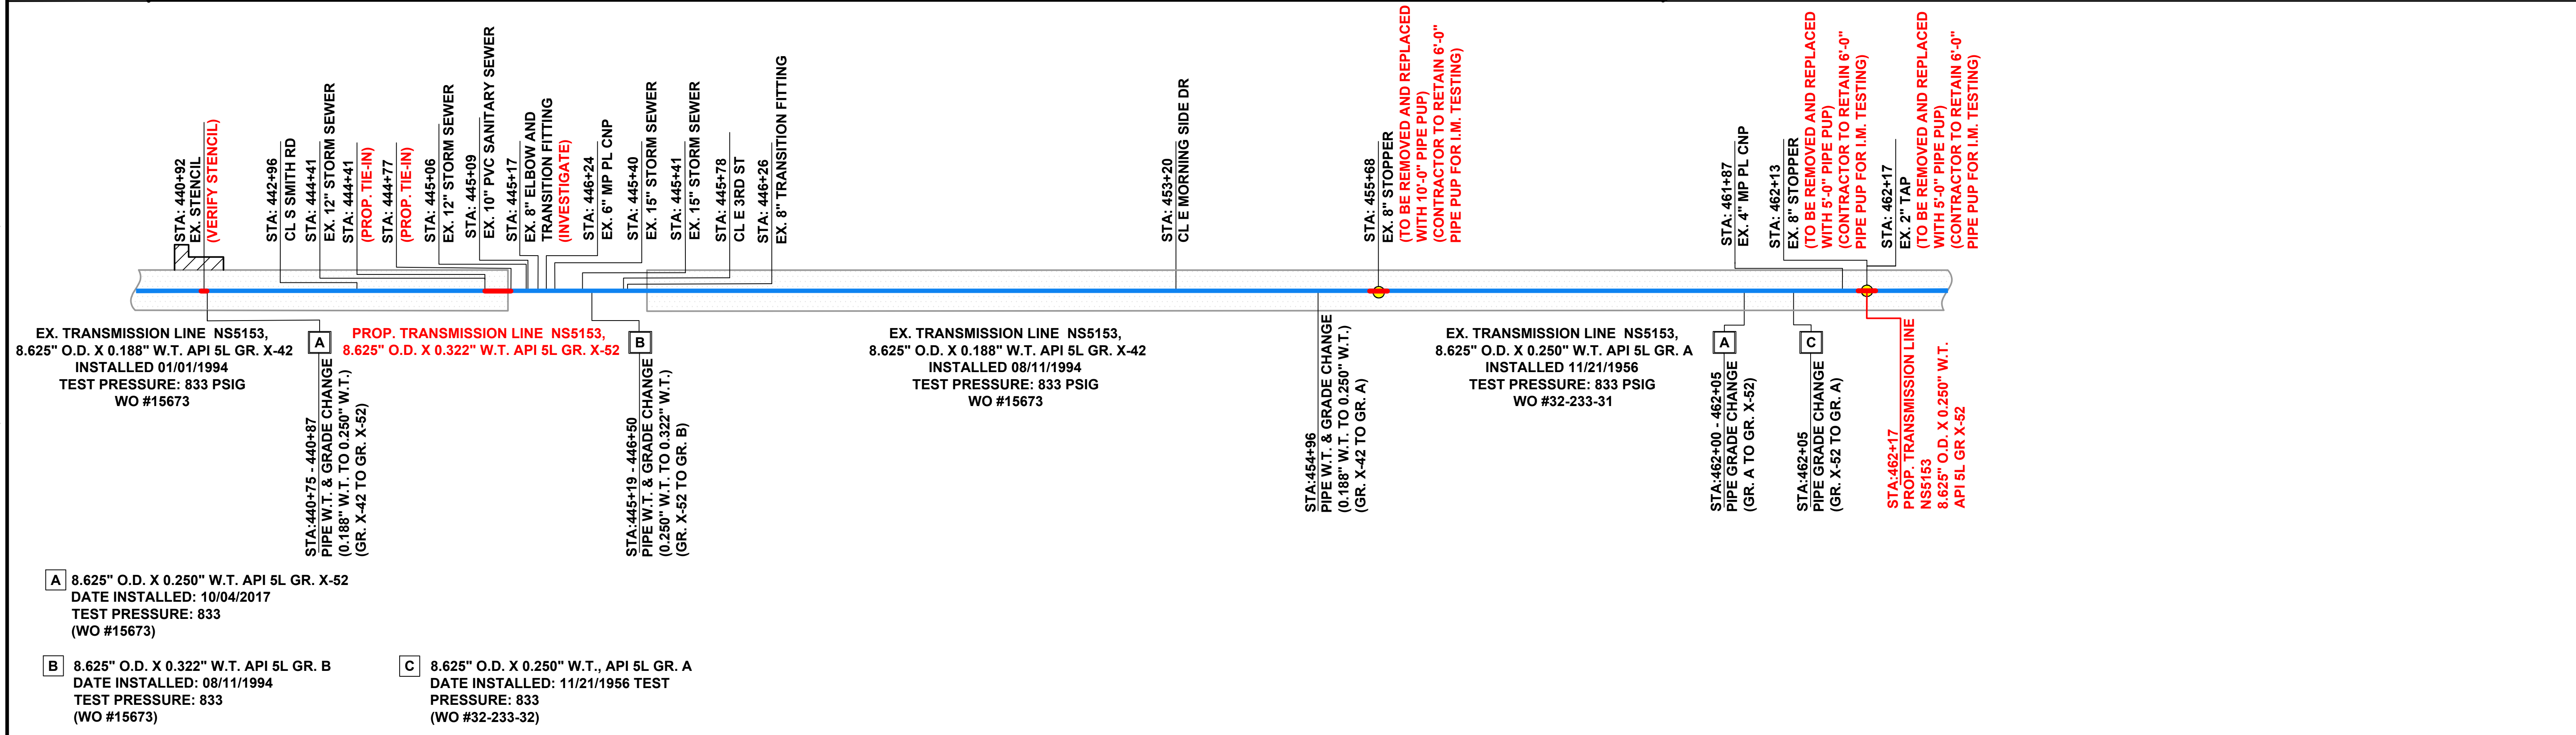 STA: 440+92
EX. STENCIL
(VERIFY STENCIL)
STA: 442+96
CL S SMITH RD
STA: 444+41
EX. 12" STORM SEWER
STA: 444+41
(PROP. TIE-IN)
STA: 444+77
(PROP. TIE-IN)
STA: 445+06
EX. 12" STORM SEWER
STA: 445+09
EX. 10" PVC SANITARY SEWER
STA: 445+17
EX. 8" ELBOW AND
TRANSITION FITTING
(INVESTIGATE)
STA: 446+24
EX. 6" MP PL CNP
STA: 445+40
EX. 15" STORM SEWER
STA: 445+41
EX. 15" STORM SEWER
STA: 445+78
CL E 3RD ST
STA: 446+26
EX. 8" TRANSITION FITTING
STA: 453+20
CL E MORNING SIDE DR
STA: 455+68
EX. 8" STOPPER
(TO BE REMOVED AND REPLACED
WITH 10'-0" PIPE PUP)
(CONTRACTOR TO RETAIN 6'-0"
PIPE PUP FOR I.M. TESTING)
STA: 461+87
EX. 4" MP PL CNP
STA: 462+13
EX. 8" STOPPER
(TO BE REMOVED AND REPLACED
WITH 5'-0" PIPE PUP)
(CONTRACTOR TO RETAIN 6'-0"
PIPE PUP FOR I.M. TESTING)
STA: 462+17
EX. 2" TAP
(TO BE REMOVED AND REPLACED
WITH 5'-0" PIPE PUP)
(CONTRACTOR TO RETAIN 6'-0"
PIPE PUP FOR I.M. TESTING)
EX. TRANSMISSION LINE NS5153,
8.625" O.D. X 0.188" W.T. API 5L GR. X-42
INSTALLED 01/01/1994
TEST PRESSURE: 833 PSIG
WO #15673
A
STA:440+75 - 440+87
PIPE W.T. & GRADE CHANGE
(0.188" W.T. TO 0.250" W.T.)
(GR. X-42 TO GR. X-52)
PROP. TRANSMISSION LINE NS5153,
8.625" O.D. X 0.322" W.T. API 5L GR. X-52
B
STA:445+19 - 446+50
PIPE W.T. & GRADE CHANGE
(0.250" W.T. TO 0.322" W.T.)
(GR. X-52 TO GR. B)
EX. TRANSMISSION LINE NS5153,
8.625" O.D. X 0.188" W.T. API 5L GR. X-42
INSTALLED 08/11/1994
TEST PRESSURE: 833 PSIG
WO #15673
STA:454+96
PIPE W.T. & GRADE CHANGE
(0.188" W.T. TO 0.250" W.T.)
(GR. X-42 TO GR. A)
EX. TRANSMISSION LINE NS5153,
8.625" O.D. X 0.250" W.T. API 5L GR. A
INSTALLED 11/21/1956
TEST PRESSURE: 833 PSIG
WO #32-233-31
A
STA:462+00 - 462+05
PIPE GRADE CHANGE
(GR. A TO GR. X-52)
C
STA:462+05
PIPE GRADE CHANGE
(GR. X-52 TO GR. A)
STA:462+17
PROP. TRANSMISSION LINE
NS5153
8.625" O.D. X 0.250" W.T.
API 5L GR X-52
A 8.625" O.D. X 0.250" W.T. API 5L GR. X-52
DATE INSTALLED: 10/04/2017
TEST PRESSURE: 833
(WO #15673)
B 8.625" O.D. X 0.322" W.T. API 5L GR. B
DATE INSTALLED: 08/11/1994
TEST PRESSURE: 833
(WO #15673)
C 8.625" O.D. X 0.250" W.T., API 5L GR. A
DATE INSTALLED: 11/21/1956 TEST
PRESSURE: 833
(WO #32-233-32)